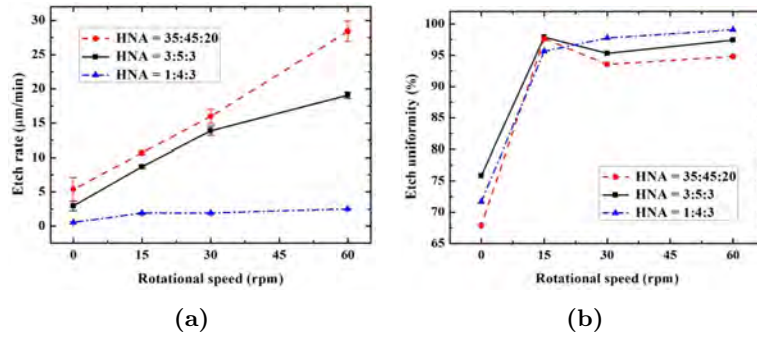 30
25
20
15
10
5
0
Etch rate (μm/min)
HNA = 35:45:20
HNA = 3:5:3
HNA = 1:4:3
0 15 30 45 60
Rotational speed (rpm)
(a)
100
95
90
85
80
75
70
65
Etch uniformity (%)
HNA = 35:45:20
HNA = 3:5:3
HNA = 1:4:3
0 15 30 45 60
Rotational speed (rpm)
(b)